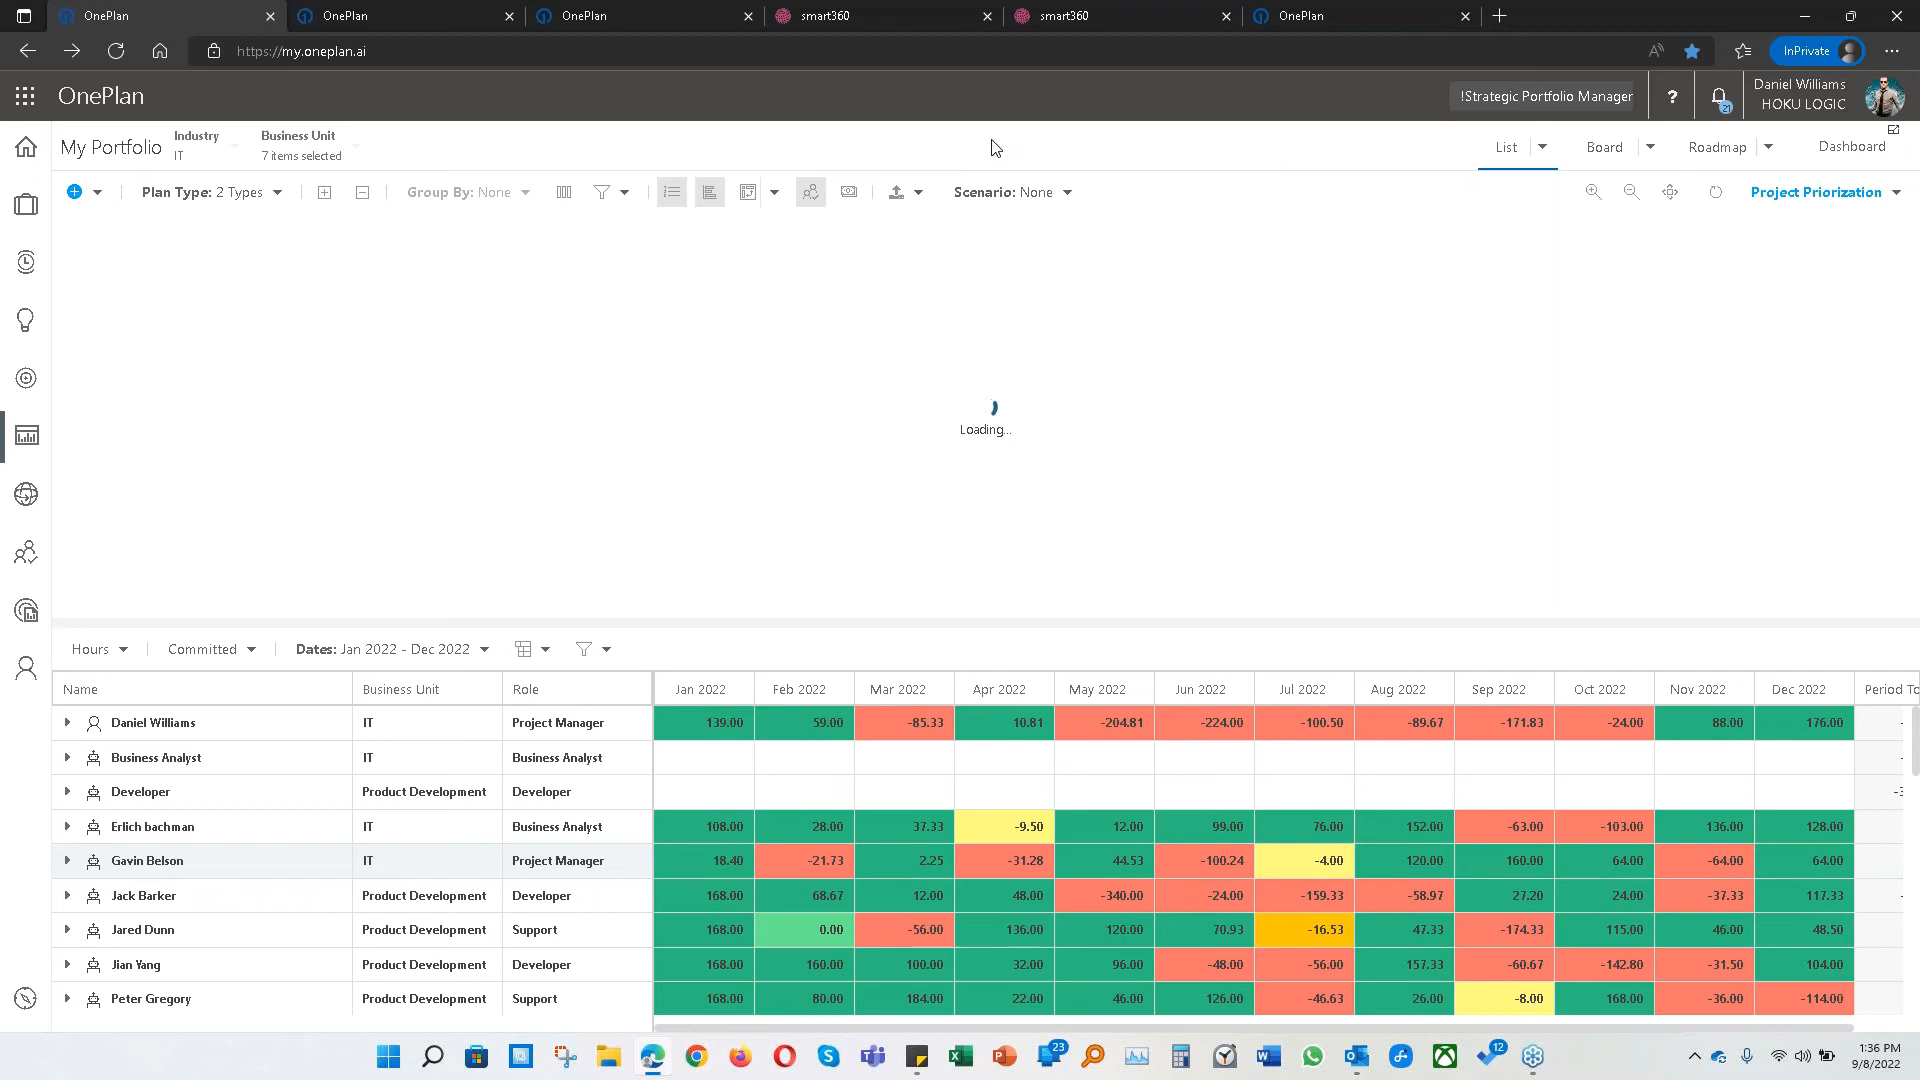 OnePlan OnePlan OnePlan smart360 smart360 OnePlan
https://my.oneplan.ai InPrivate
OnePlan !Strategic Portfolio Manager ? 21 Daniel Williams
HOKU LOGIC
My Portfolio Industry Business Unit List Board Roadmap Dashboard
IT 7 items selected
Plan Type: 2 Types Group By: None Scenario: None Project Priorization
Loading...
Hours Committed Dates: Jan 2022 - Dec 2022
Name Business Unit Role Jan 2022 Feb 2022 Mar 2022 Apr 2022 May 2022 Jun 2022 Jul 2022 Aug 2022 Sep 2022 Oct 2022 Nov 2022 Dec 2022 Period To
Daniel Williams IT Project Manager 139.00 59.00 -85.33 10.81 -204.81 -224.00 -100.50 -89.67 -171.83 -24.00 88.00 176.00 -
Business Analyst IT Business Analyst -
Developer Product Development Developer -3
Erlich bachman IT Business Analyst 108.00 28.00 37.33 -9.50 12.00 99.00 76.00 152.00 -63.00 -103.00 136.00 128.00
Gavin Belson IT Project Manager 18.40 -21.73 2.25 -31.28 44.53 -100.24 -4.00 120.00 160.00 64.00 -64.00 64.00
Jack Barker Product Development Developer 168.00 68.67 12.00 48.00 -340.00 -24.00 -159.33 -58.97 27.20 24.00 -37.33 117.33 -
Jared Dunn Product Development Support 168.00 0.00 -56.00 136.00 120.00 70.93 -16.53 47.33 -174.33 115.00 46.00 48.50
Jian Yang Product Development Developer 168.00 160.00 100.00 32.00 96.00 -48.00 -56.00 157.33 -60.67 -142.80 -31.50 104.00
Peter Gregory Product Development Support 168.00 80.00 184.00 22.00 46.00 126.00 -46.63 26.00 -8.00 168.00 -36.00 -114.00
23 12 1:36 PM
9/8/2022